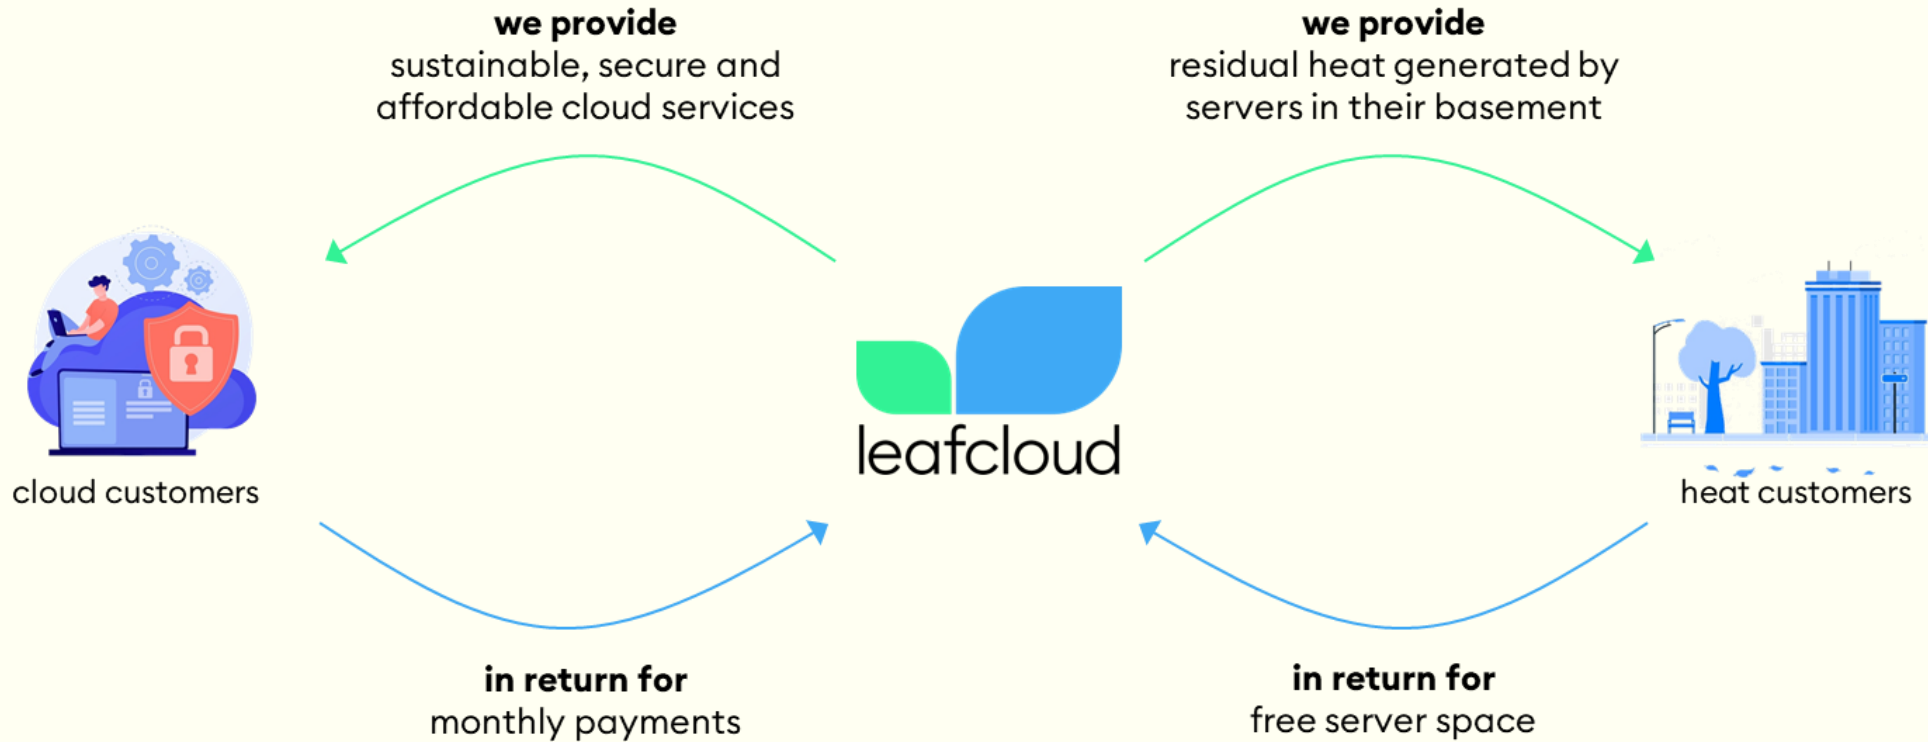 we provide
sustainable, secure and
affordable cloud services
we provide
residual heat generated by
servers in their basement
leafcloud
cloud customers
heat customers
in return for
monthly payments
in return for
free server space